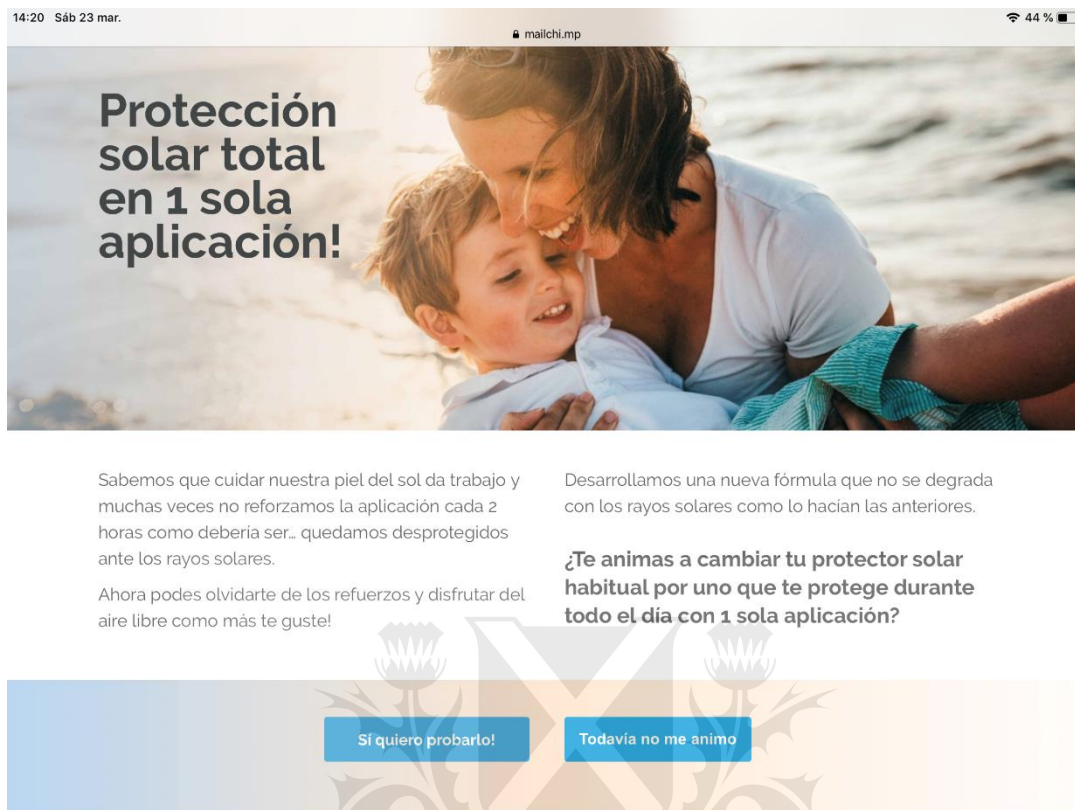 14:20 Sáb 23 mar.
44 %
mailchi.mp
Protección
solar total
en 1 sola
aplicación!
Sabemos que cuidar nuestra piel del sol da trabajo y
muchas veces no reforzamos la aplicación cada 2
horas como debería ser... quedamos desprotegidos
ante los rayos solares.
Ahora podes olvidarte de los refuerzos y disfrutar del
aire libre como más te guste!
Desarrollamos una nueva fórmula que no se degrada
con los rayos solares como lo hacían las anteriores.
¿Te animas a cambiar tu protector solar
habitual por uno que te protege durante
todo el día con 1 sola aplicación?
Sí quiero probarlo!
Todavía no me animo